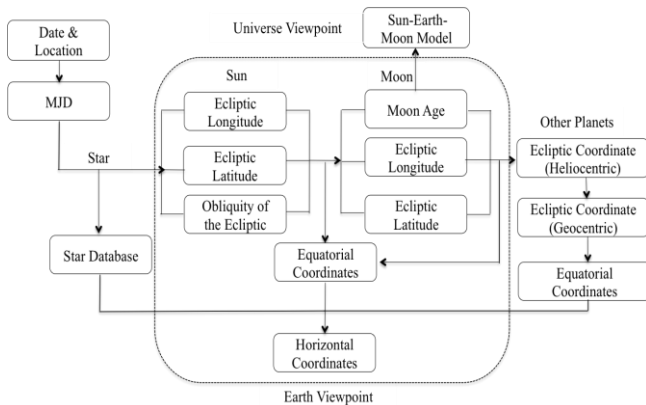 Date &
Location
MJD
Star
Star Database
Universe Viewpoint
Sun-Earth-
Moon Model
Sun
Ecliptic
Longitude
Ecliptic
Latitude
Obliquity of
the Ecliptic
Moon
Moon Age
Ecliptic
Longitude
Ecliptic
Latitude
Equatorial
Coordinates
Horizontal
Coordinates
Other Planets
Ecliptic Coordinate
(Heliocentric)
Ecliptic Coordinate
(Geocentric)
Equatorial
Coordinates
Earth Viewpoint